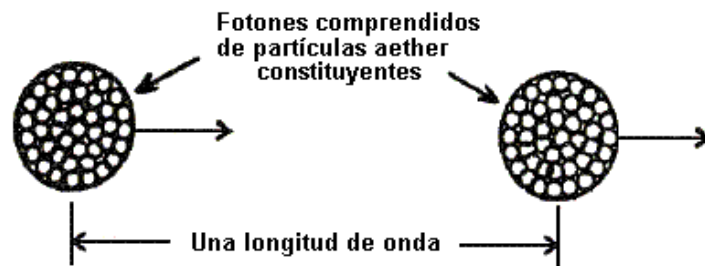 Fotones comprendidos
de partículas aether
constituyentes
Una longitud de onda